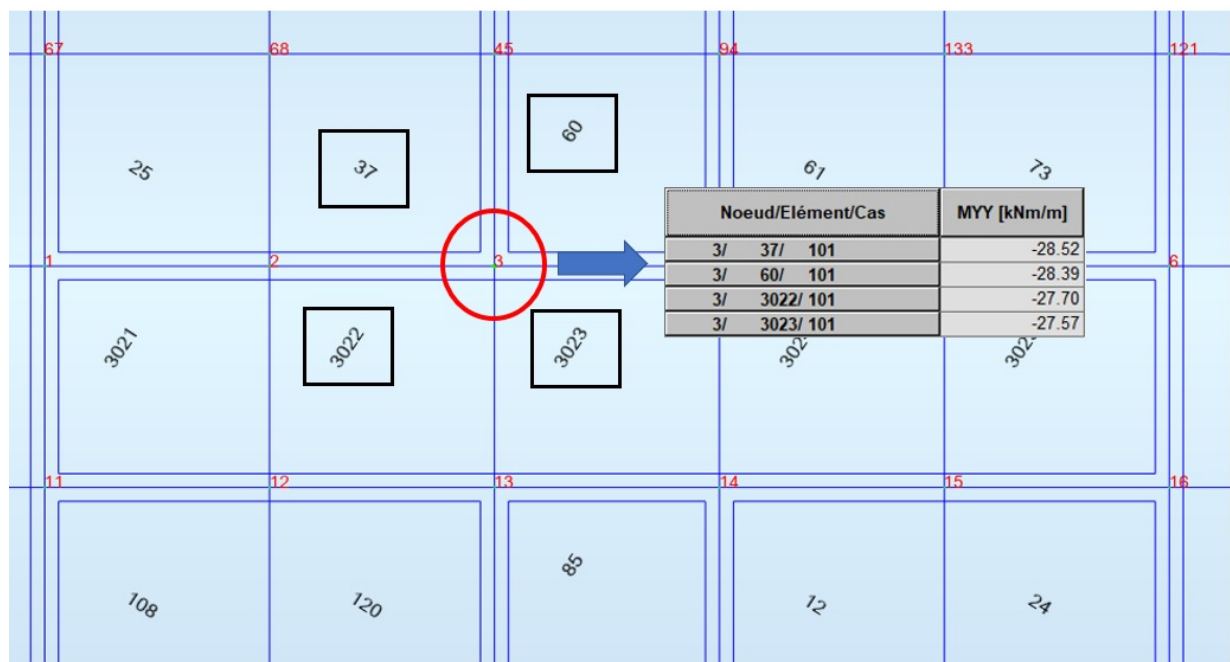 67 68 45 94 133 121
25 37 60 61 73
Noeud/Elément/Cas MYY [kNm/m]
3/ 37/ 101 -28.52
3/ 60/ 101 -28.39
3/ 3022/ 101 -27.70
3/ 3023/ 101 -27.57
1 2 3 6
3021 3022 3023
11 12 13 14 15 16
108 120 85 12 24